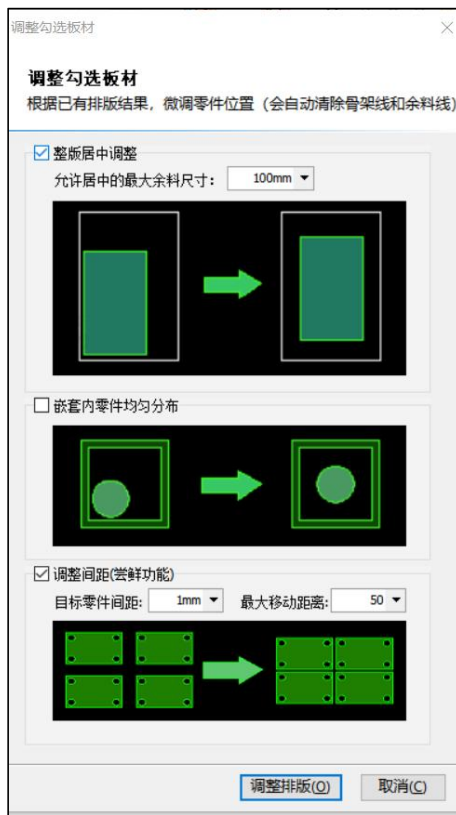 调整勾选板材
调整勾选板材
根据已有排版结果，微调零件位置（会自动清除骨架线和余料线）
整版居中调整
允许居中的最大余料尺寸： 100mm
嵌套内零件均匀分布
调整间距(尝鲜功能)
目标零件间距: 1mm 最大移动距离: 50
调整排版(O) 取消(C)